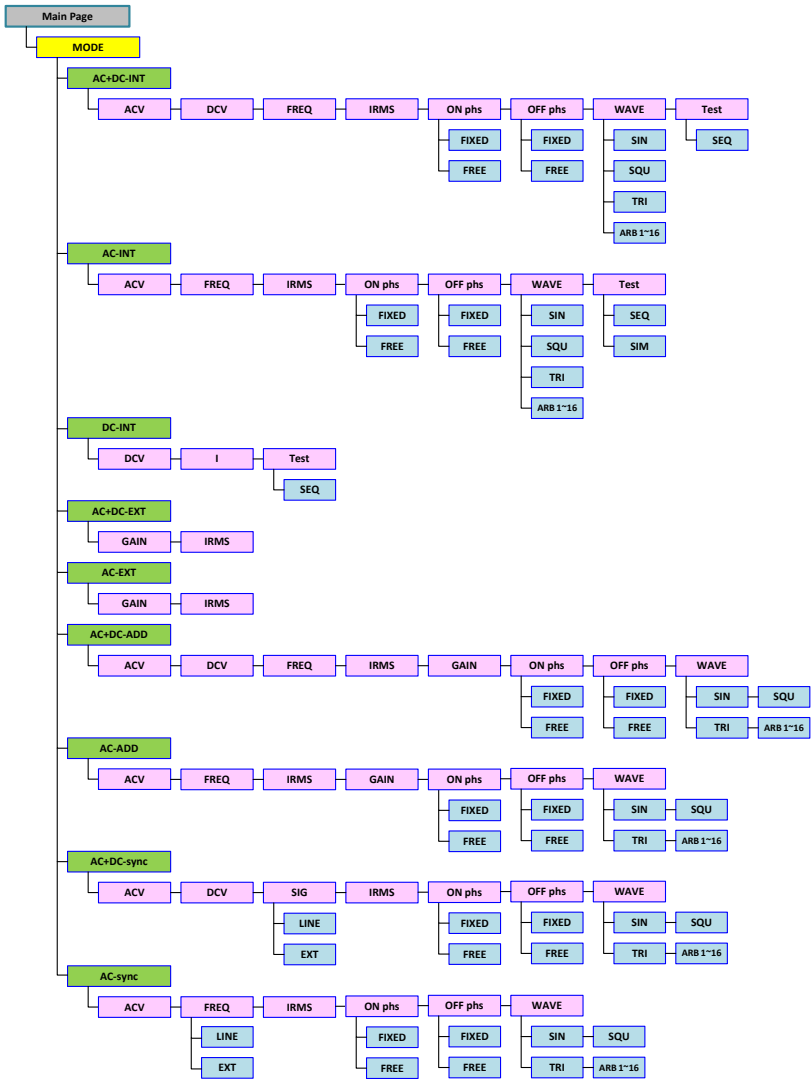 Main Page
MODE
AC+DC-INT
ACV DCV FREQ IRMS ON phs OFF phs WAVE Test
FIXED FIXED SIN SEQ
FREE FREE SQU
TRI
ARB 1~16
AC-INT
ACV FREQ IRMS ON phs OFF phs WAVE Test
FIXED FIXED SIN SEQ
FREE FREE SQU SIM
TRI
ARB 1~16
DC-INT
DCV I Test
SEQ
AC+DC-EXT
GAIN IRMS
AC-EXT
GAIN IRMS
AC+DC-ADD
ACV DCV FREQ IRMS GAIN ON phs OFF phs WAVE
FIXED FIXED SIN SQU
FREE FREE TRI ARB 1~16
AC-ADD
ACV FREQ IRMS GAIN ON phs OFF phs WAVE
FIXED FIXED SIN SQU
FREE FREE TRI ARB 1~16
AC+DC-sync
ACV DCV SIG IRMS ON phs OFF phs WAVE
LINE FIXED FIXED SIN SQU
EXT FREE FREE TRI ARB 1~16
AC-sync
ACV FREQ IRMS ON phs OFF phs WAVE
LINE FIXED FIXED SIN SQU
EXT FREE FREE TRI ARB 1~16